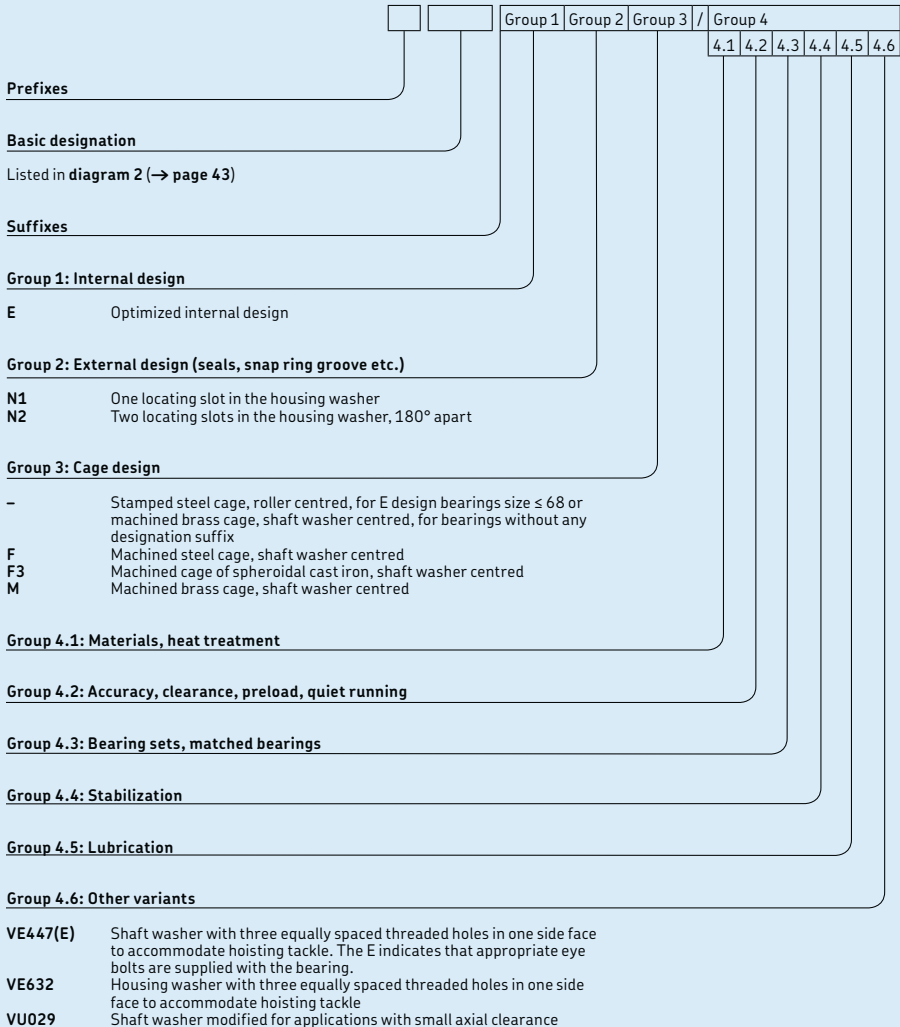 Group 1 Group 2 Group 3 / Group 4
4.1 4.2 4.3 4.4 4.5 4.6
Prefixes
Basic designation
Listed in diagram 2 (→ page 43)
Suffixes
Group 1: Internal design
E Optimized internal design
Group 2: External design (seals, snap ring groove etc.)
N1 One locating slot in the housing washer
N2 Two locating slots in the housing washer, 180° apart
Group 3: Cage design
– Stamped steel cage, roller centred, for E design bearings size ≤ 68 or
machined brass cage, shaft washer centred, for bearings without any
designation suffix
F Machined steel cage, shaft washer centred
F3 Machined cage of spheroidal cast iron, shaft washer centred
M Machined brass cage, shaft washer centred
Group 4.1: Materials, heat treatment
Group 4.2: Accuracy, clearance, preload, quiet running
Group 4.3: Bearing sets, matched bearings
Group 4.4: Stabilization
Group 4.5: Lubrication
Group 4.6: Other variants
VE447(E) Shaft washer with three equally spaced threaded holes in one side face
to accommodate hoisting tackle. The E indicates that appropriate eye
bolts are supplied with the bearing.
VE632 Housing washer with three equally spaced threaded holes in one side
face to accommodate hoisting tackle
VU029 Shaft washer modified for applications with small axial clearance